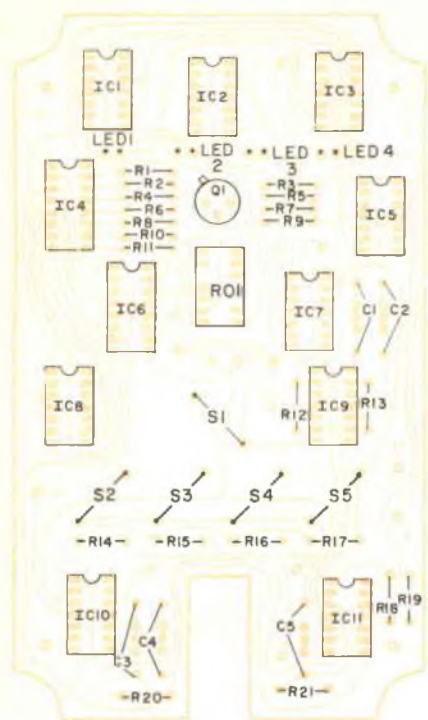 IC1
IC2
IC3
LED1
LED
2
LED
3
LED 4
R1
R2
R4
R6
R8
R10
R11
Q1
R3
R5
R7
R9
IC4
IC5
IC6
RO1
IC7
C1
C2
IC8
S1
R12
IC9
R13
S2
S3
S4
S5
R14
R15
R16
R17
IC10
C3
C4
C5
IC11
R18
R19
R20
R21